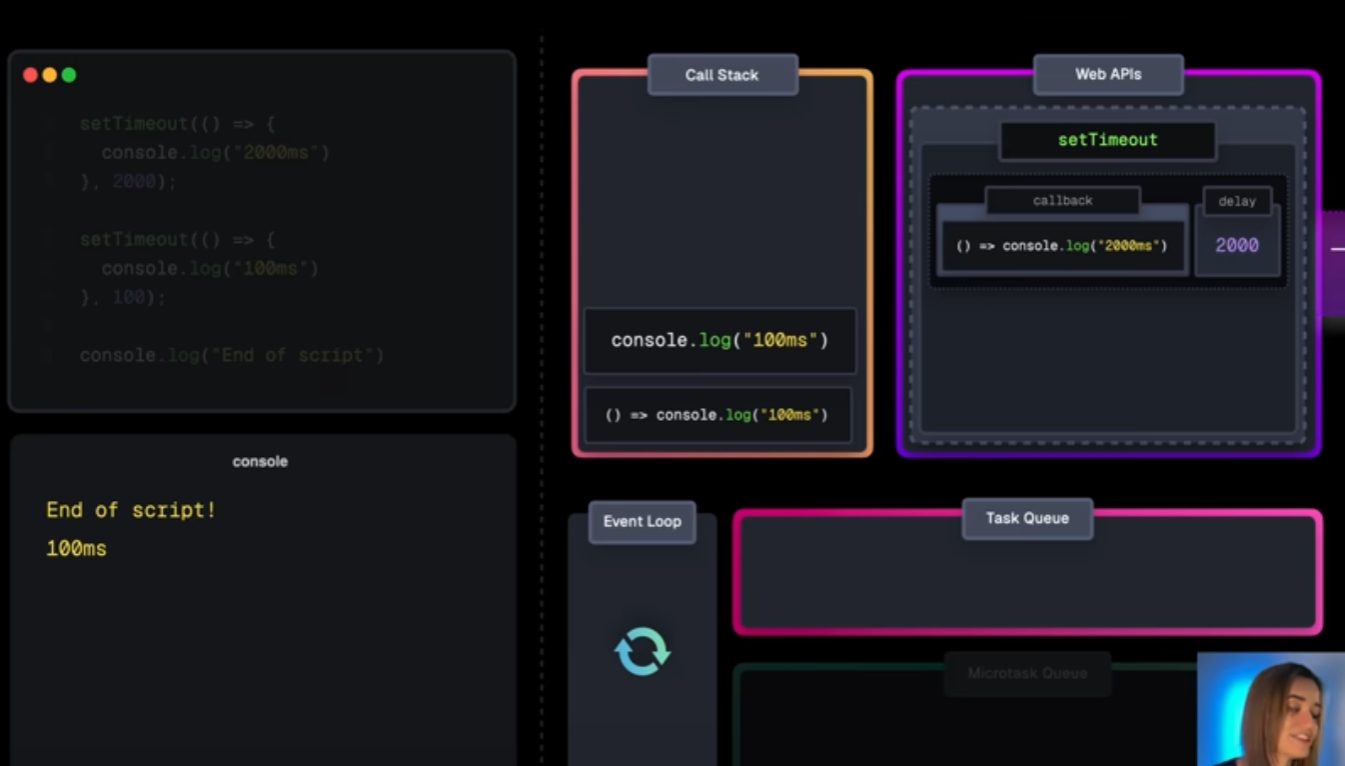 setTimeout(() => {
console.log("2000ms")
}, 2000);
setTimeout(() => {
console.log("100ms")
}, 100);
console.log("End of script")
console
End of script!
100ms
Call Stack
console.log("100ms")
() => console.log("100ms")
Web APIs
setTimeout
callback
delay
() => console.log("2000ms")
2000
Event Loop
Task Queue
Microtask Queue